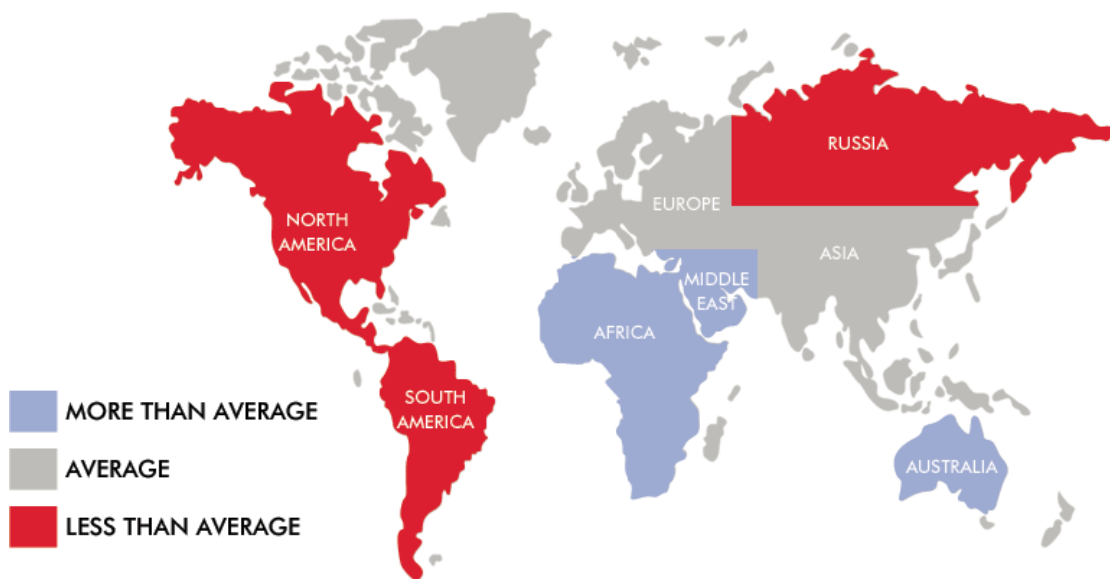 RUSSIA
EUROPE
NORTH
AMERICA
ASIA
MIDDLE
EAST
AFRICA
SOUTH
AMERICA
AUSTRALIA
MORE THAN AVERAGE
AVERAGE
LESS THAN AVERAGE